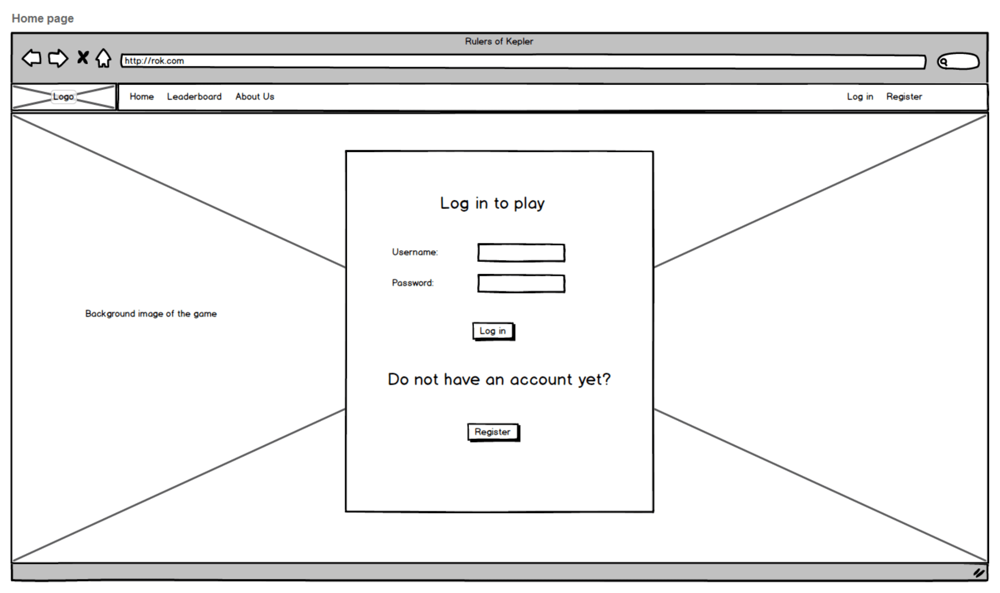 Home page
Rulers of Kepler
http://rok.com
Logo Home Leaderboard About Us Log in Register
Log in to play
Username:
Password:
Background image of the game
Log in
Do not have an account yet?
Register